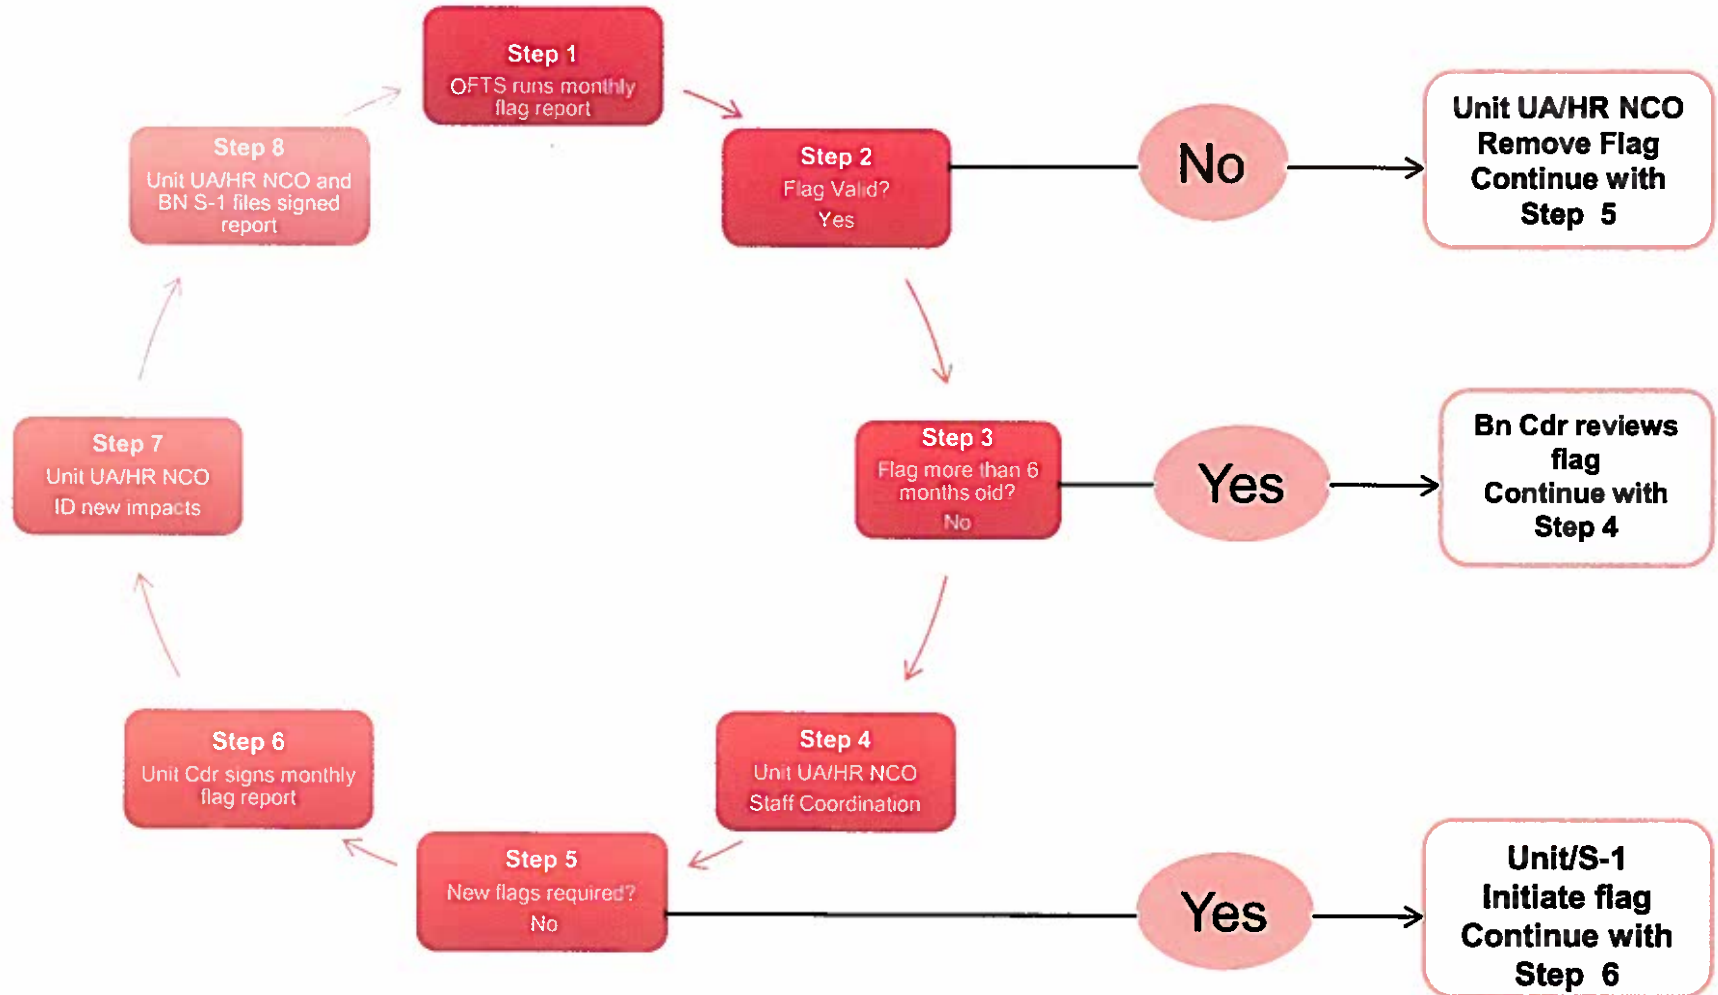 Step 1
OFTS runs monthly
flag report
Step 2
Flag Valid?
Yes
No
Unit UA/HR NCO
Remove Flag
Continue with
Step 5
Step 3
Flag more than 6
months old?
No
Yes
Bn Cdr reviews
flag
Continue with
Step 4
Step 4
Unit UA/HR NCO
Staff Coordination
Step 5
New flags required?
No
Yes
Unit/S-1
Initiate flag
Continue with
Step 6
Step 6
Unit Cdr signs monthly
flag report
Step 7
Unit UA/HR NCO
ID new impacts
Step 8
Unit UA/HR NCO and
BN S-1 files signed
report